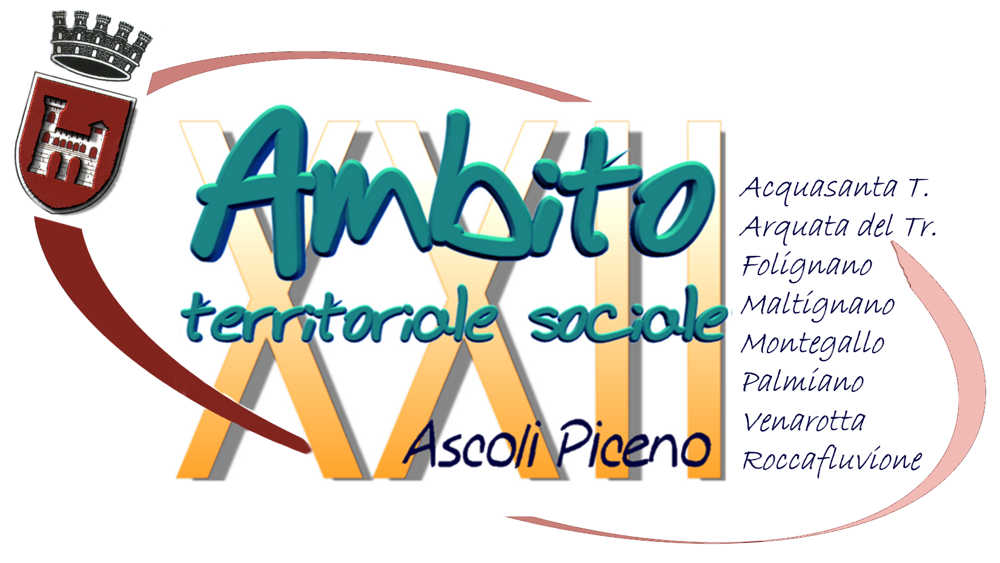 XXII
Ambito
territoriale sociale
Ascoli Piceno
Acquasanta T.
Arquata del Tr.
Folignano
Maltignano
Montegallo
Palmiano
Venarotta
Roccafluvione